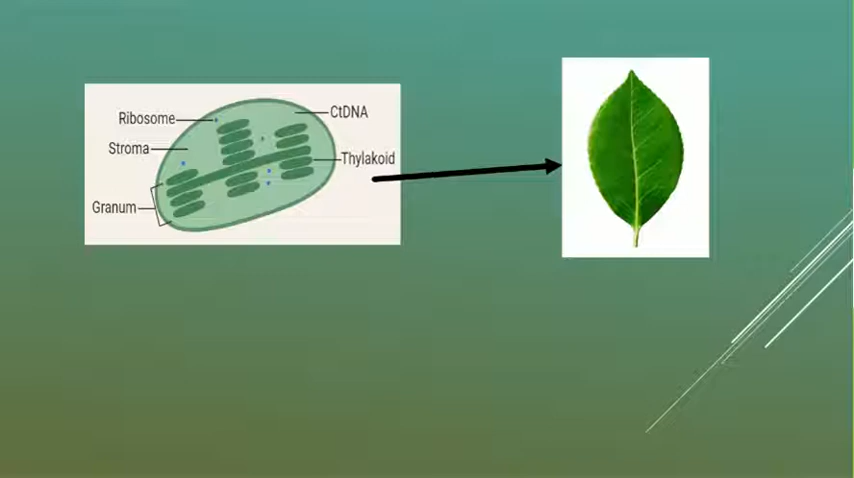 Ribosome
CtDNA
Stroma
Thylakoid
Granum